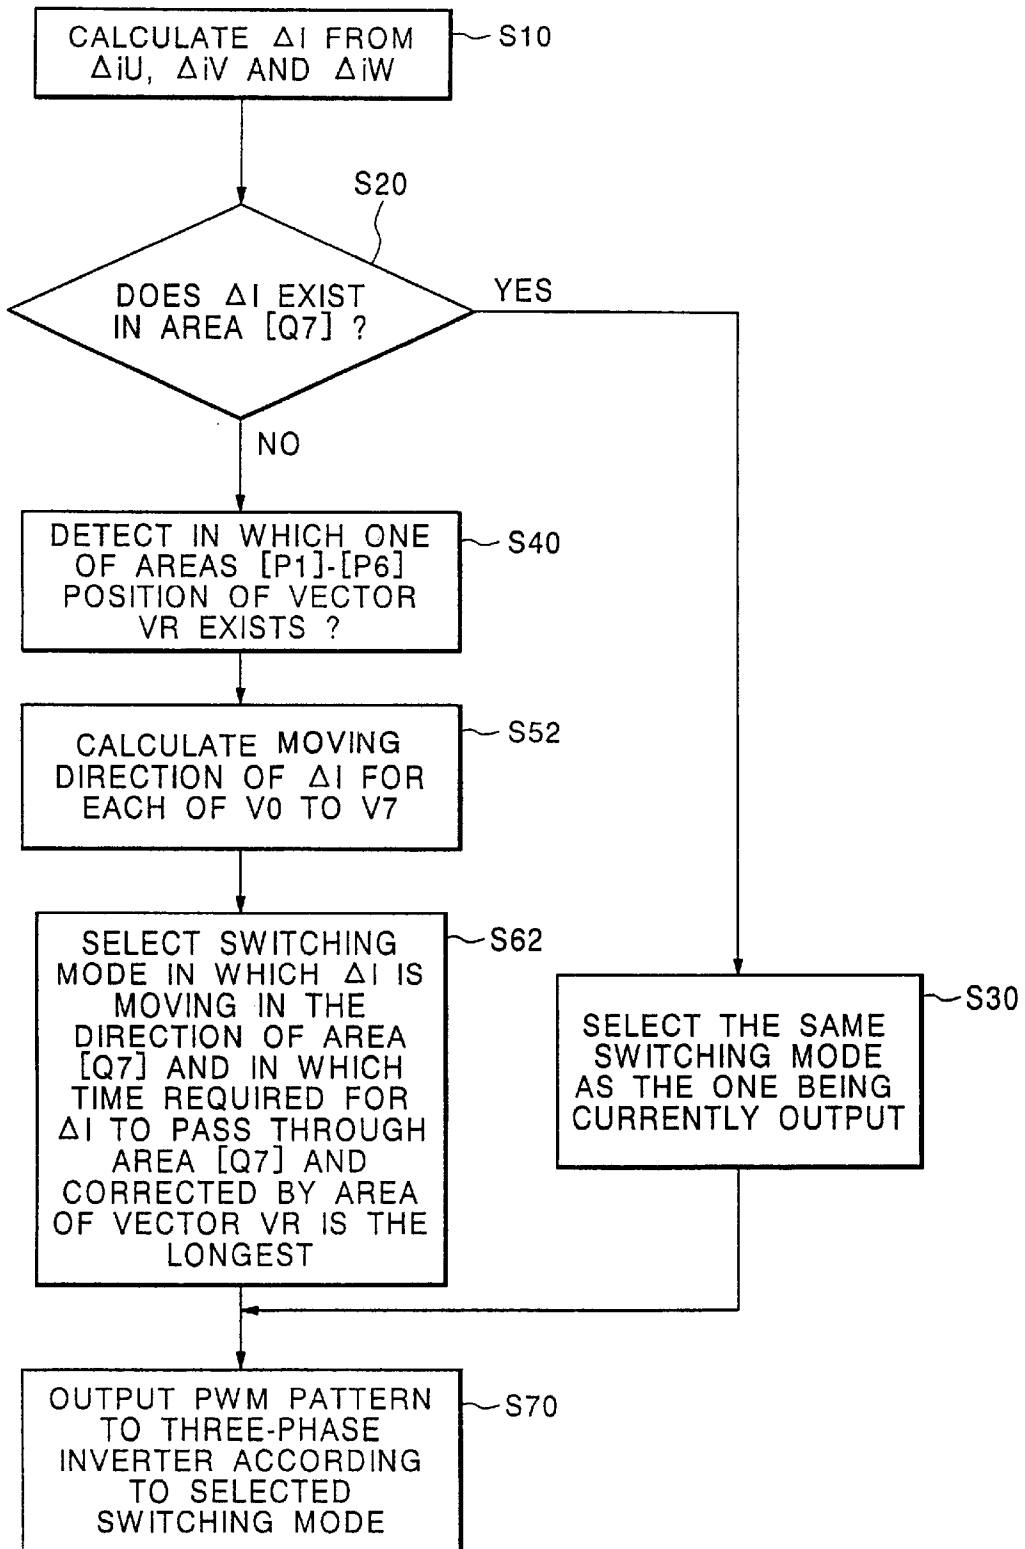 CALCULATE ΔI FROM
ΔiU, ΔiV AND ΔiW
S10
S20
DOES ΔI EXIST
IN AREA [Q7] ?
YES
NO
DETECT IN WHICH ONE
OF AREAS [P1]-[P6]
POSITION OF VECTOR
VR EXISTS ?
S40
CALCULATE MOVING
DIRECTION OF ΔI FOR
EACH OF V0 TO V7
S52
SELECT SWITCHING
MODE IN WHICH ΔI IS
MOVING IN THE
DIRECTION OF AREA
[Q7] AND IN WHICH
TIME REQUIRED FOR
ΔI TO PASS THROUGH
AREA [Q7] AND
CORRECTED BY AREA
OF VECTOR VR IS THE
LONGEST
S62
SELECT THE SAME
SWITCHING MODE
AS THE ONE BEING
CURRENTLY OUTPUT
S30
OUTPUT PWM PATTERN
TO THREE-PHASE
INVERTER ACCORDING
TO SELECTED
SWITCHING MODE
S70